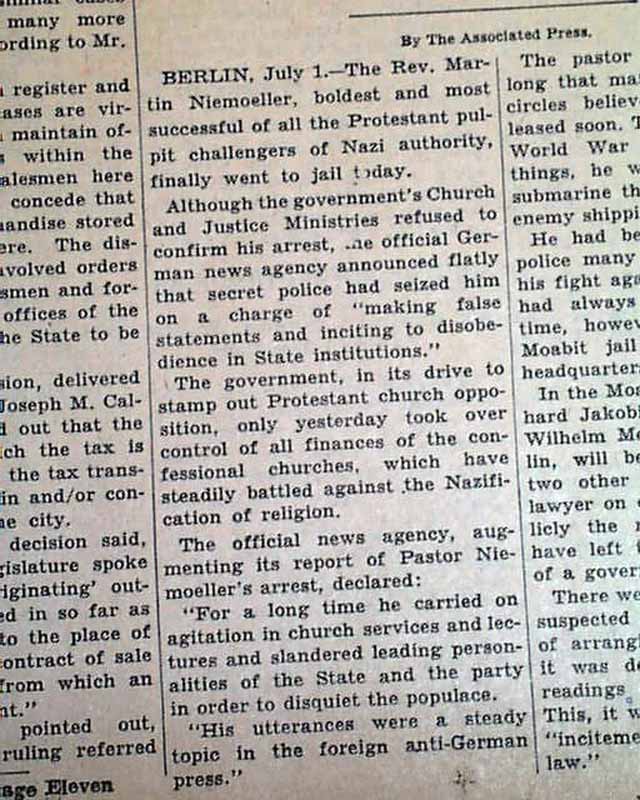 many more
ording to Mr.
register and
ases are vir-
maintain of-
within the
alesmen here
concede that
andise stored
ere. The dis-
nvolved orders
smen and for-
offices of the
he State to be
sion, delivered
Joseph M. Cal-
d out that the
ch the tax is
the tax trans-
in and/or con-
he city.
decision said,
gislature spoke
riginating' out-
ed in so far as
to the place of
contract of sale
from which an
nt."
pointed out,
ruling referred
age Eleven
By The Associated Press.
BERLIN, July 1.—The Rev. Mar-
tin Niemoeller, boldest and most
successful of all the Protestant pul-
pit challengers of Nazi authority,
finally went to jail today.
Although the government's Church
and Justice Ministries refused to
confirm his arrest, the official Ger-
man news agency announced flatly
that secret police had seized him
on a charge of "making false
statements and inciting to disobe-
dience in State institutions."
The government, in its drive to
stamp out Protestant church oppo-
sition, only yesterday took over
control of all finances of the con-
fessional churches, which have
steadily battled against the Nazifi-
cation of religion.
The official news agency, aug-
menting its report of Pastor Nie-
moeller's arrest, declared:
"For a long time he carried on
agitation in church services and lec-
tures and slandered leading person-
alities of the State and the party
in order to disquiet the populace.
"His utterances were a steady
topic in the foreign anti-German
press."
The pastor
long that ma
circles believ
leased soon. T
World War
things, he w
submarine th
enemy shippi
He had be
police many
his fight aga
had always
time, howev
Moabit jail
headquarter
In the Mo
hard Jakob
Wilhelm Mo
lin, will be
two other
lawyer on
licly the
have left
of a gover
There we
suspected
of arrang
it was de
readings
This, it w
"inciteme
law."